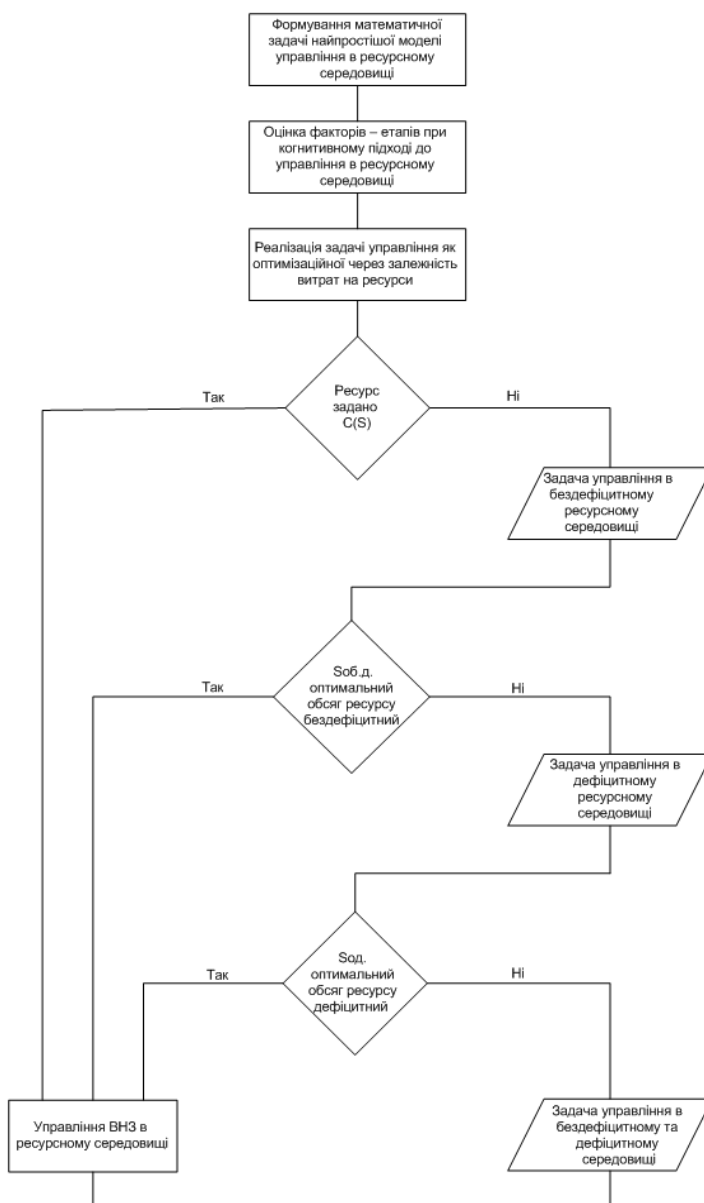 Формування математичної
задачі найпростішої моделі
управління в ресурсному
середовищі
Оцінка факторів – етапів при
когнитивному підході до
управління в ресурсному
середовищі
Реалізація задачі управління як
оптимізаційної через залежність
витрат на ресурси
Ресурс
задано
C(S)
Так
Ні
Задача управління в
бездефіцитному
ресурсному
середовищі
Sоб.д.
оптимальний
обсяг ресурсу
бездефіцитний
Так
Ні
Задача управління в
дефіцитному
ресурсному
середовищі
Sод.
оптимальний
обсяг ресурсу
дефіцитний
Так
Ні
Управління ВНЗ в
ресурсному середовищі
Задача управління в
бездефіцитному та
дефіцитному
середовищі